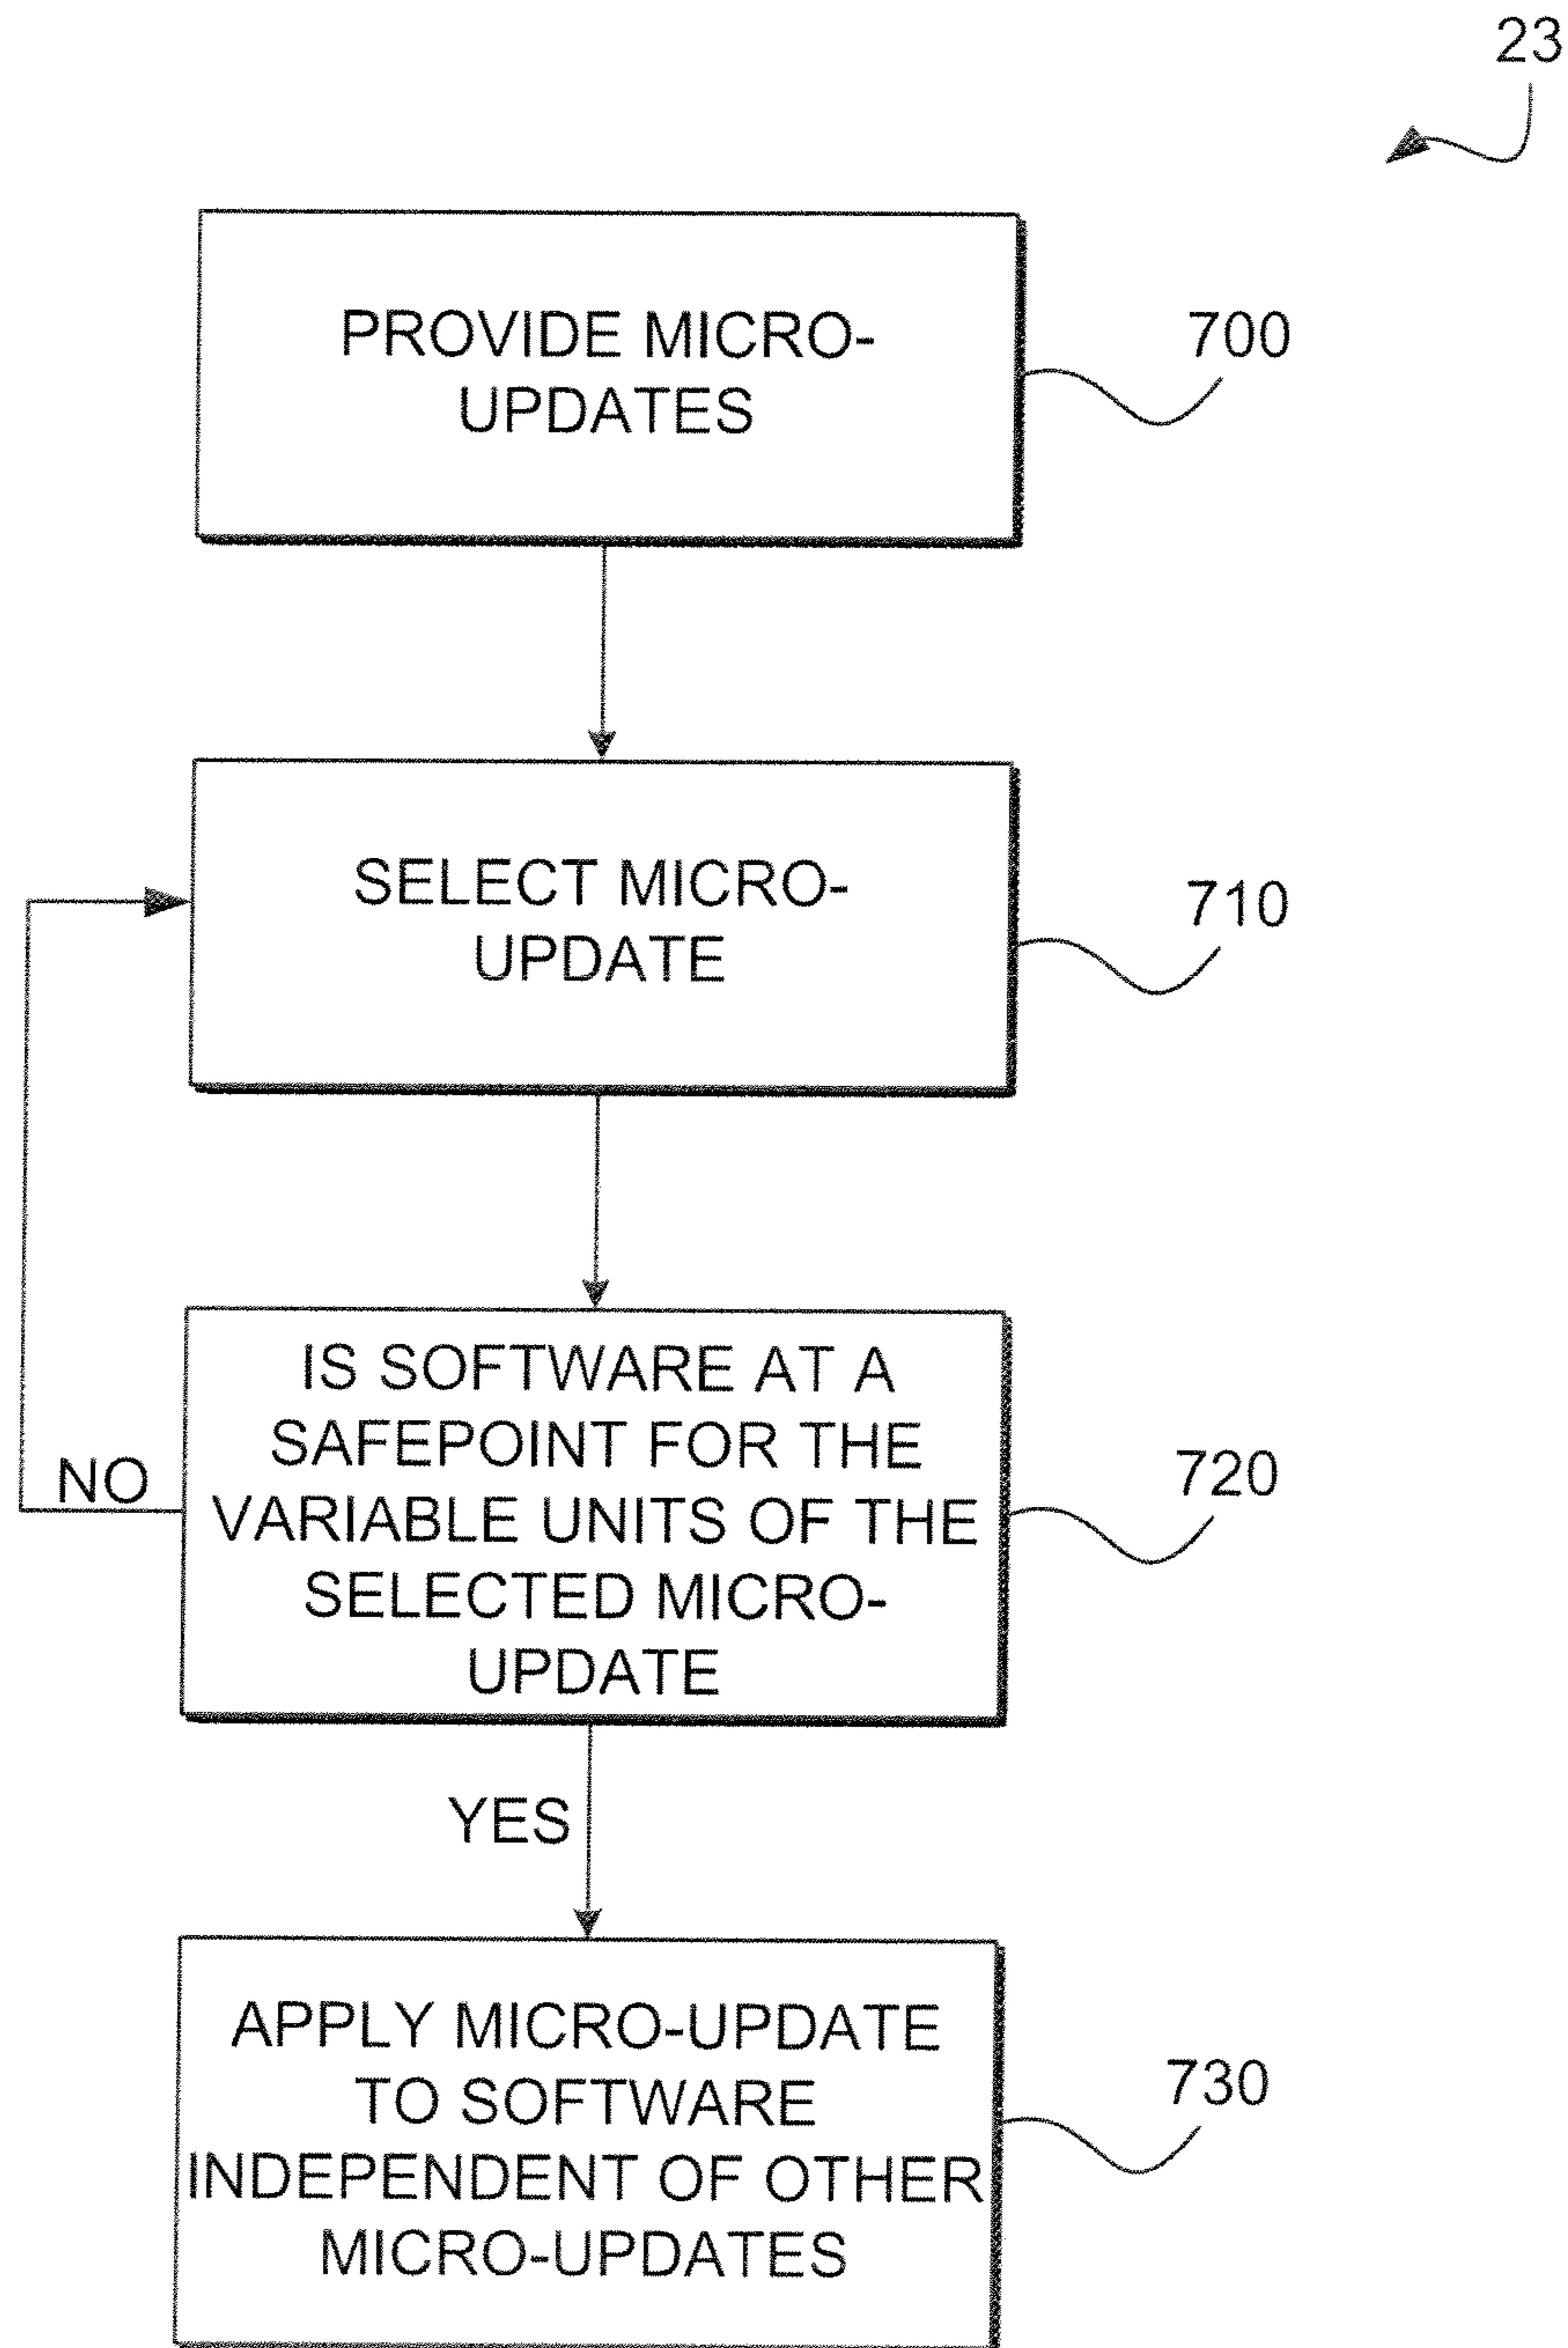 23
PROVIDE MICRO-
UPDATES
700
SELECT MICRO-
UPDATE
710
IS SOFTWARE AT A
SAFEPOINT FOR THE
VARIABLE UNITS OF THE
SELECTED MICRO-
UPDATE
720
NO
YES
APPLY MICRO-UPDATE
TO SOFTWARE
INDEPENDENT OF OTHER
MICRO-UPDATES
730